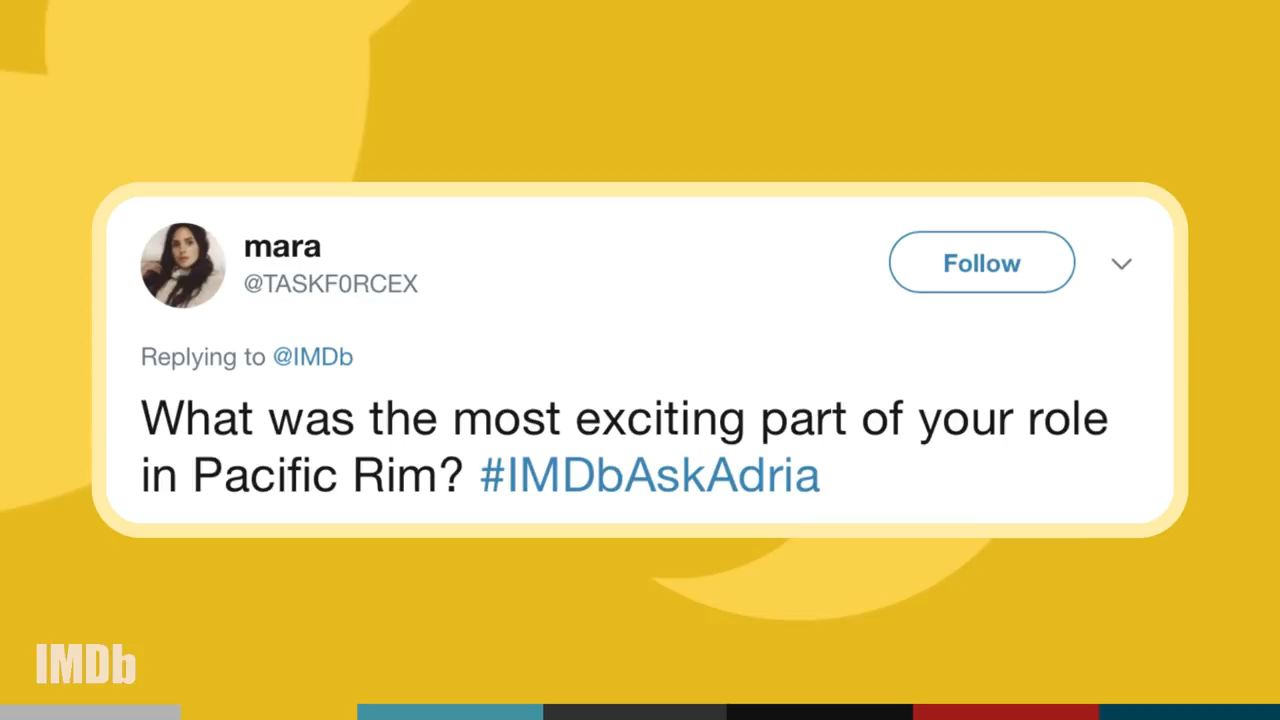 mara
@TASKF0RCEX
Follow
Replying to @IMDb
What was the most exciting part of your role
in Pacific Rim? #IMDbAskAdria
IMDb